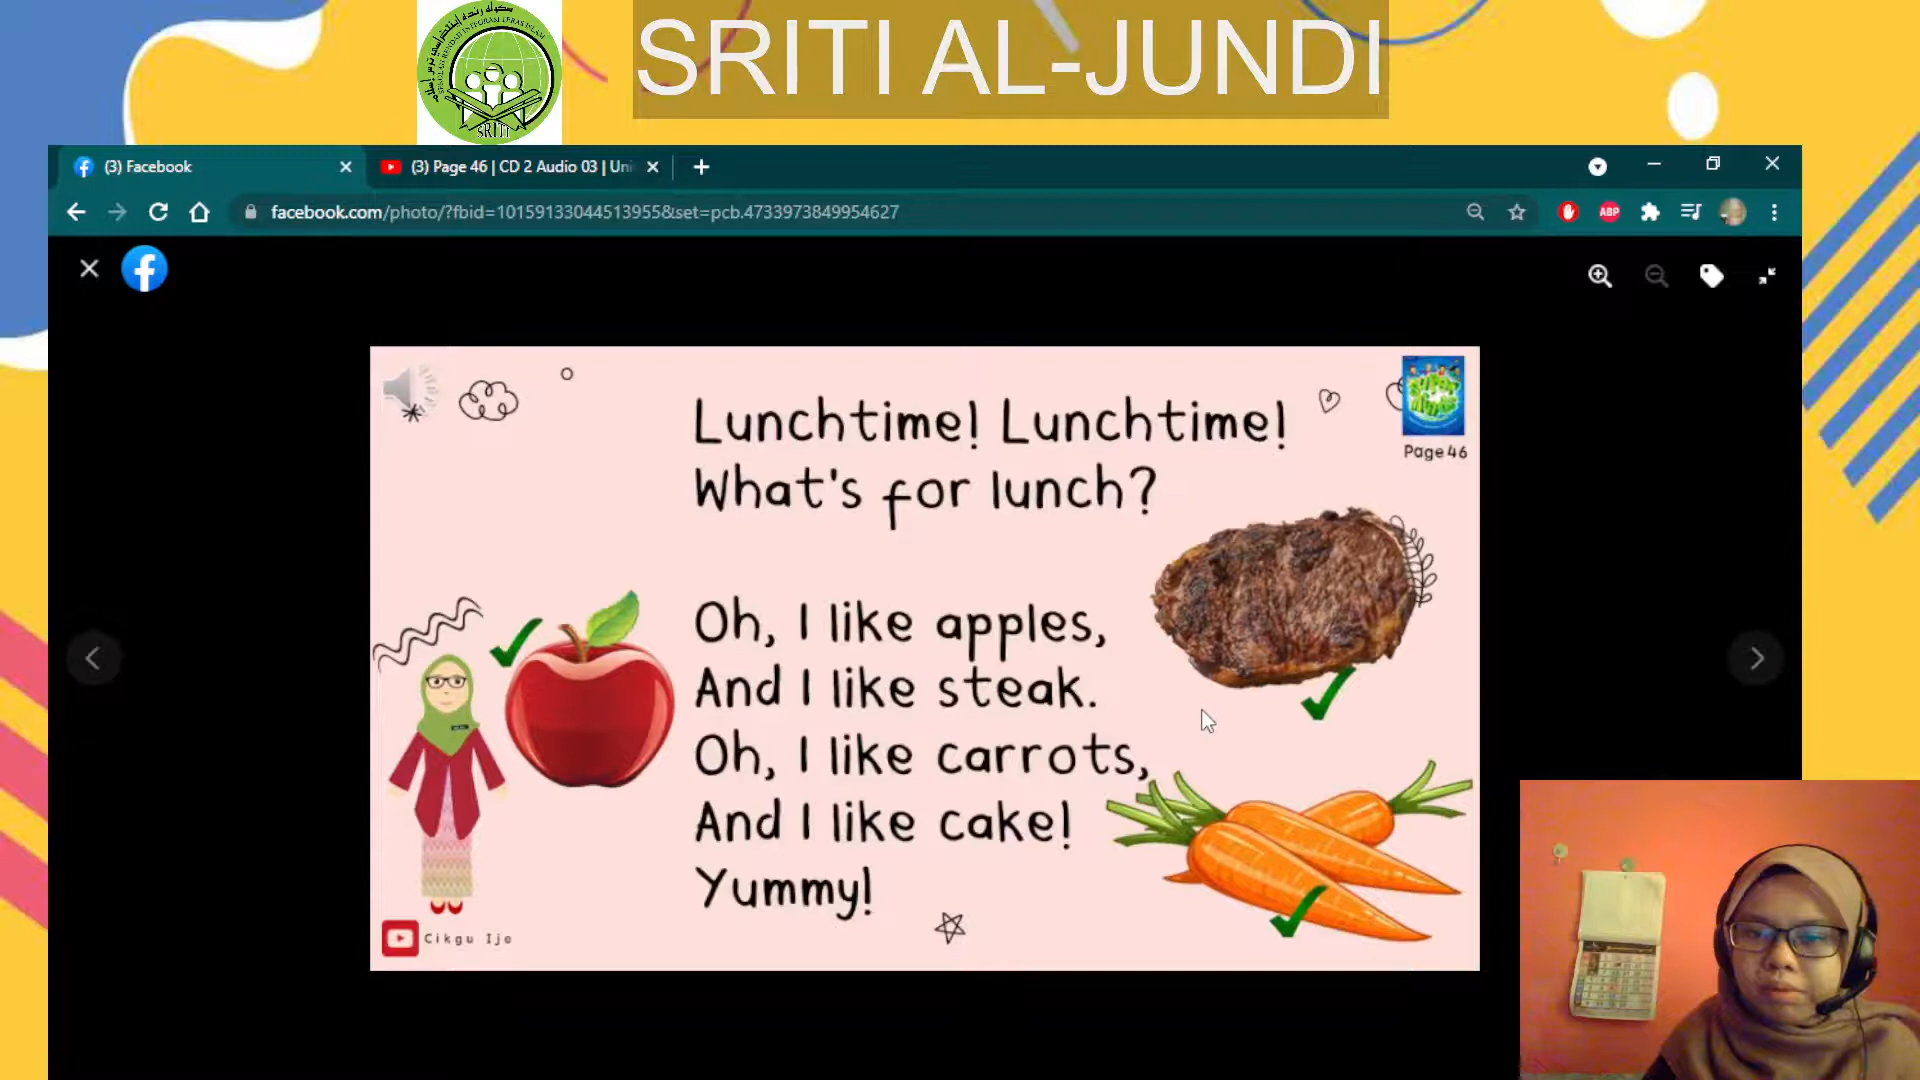 SRITI AL-JUNDI
SRITI
(3) Facebook
(3) Page 46 | CD 2 Audio 03 | Uni
facebook.com/photo/?fbid=10159133044513955&set=pcb.4733973849954627
ABP
Lunchtime! Lunchtime!
What's for lunch?
Page 46
Oh, I like apples,
And I like steak.
Oh, I like carrots,
And I like cake!
Yummy!
Cikgu Ije